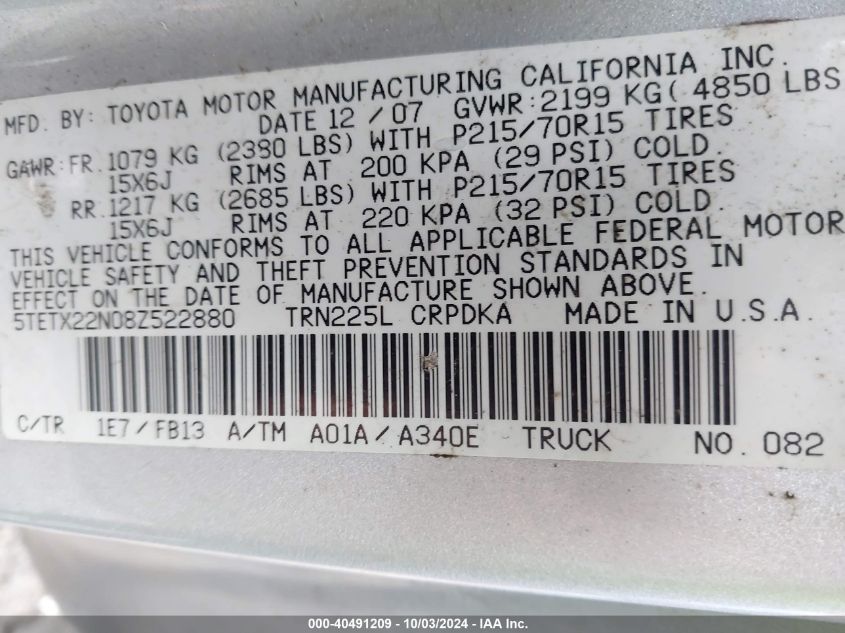 MFD. BY: TOYOTA MOTOR MANUFACTURING CALIFORNIA INC.
DATE 12 / 07 GVWR:2199 KG( 4850 LBS
GAWR:FR. 1079 KG (2380 LBS) WITH P215/70R15 TIRES
15X6J RIMS AT 200 KPA (29 PSI) COLD.
RR. 1217 KG (2685 LBS) WITH P215/70R15 TIRES
15X6J RIMS AT 220 KPA (32 PSI) COLD.
THIS VEHICLE CONFORMS TO ALL APPLICABLE FEDERAL MOTOR
VEHICLE SAFETY AND THEFT PREVENTION STANDARDS IN
EFFECT ON THE DATE OF MANUFACTURE SHOWN ABOVE.
5TETX22N08Z522880 TRN225L CRPDKA MADE IN U.S.A.
C/TR 1E7/FB13 A/TM A01A/A340E TRUCK NO. 082
000-40491209 - 10/03/2024 - IAA Inc.